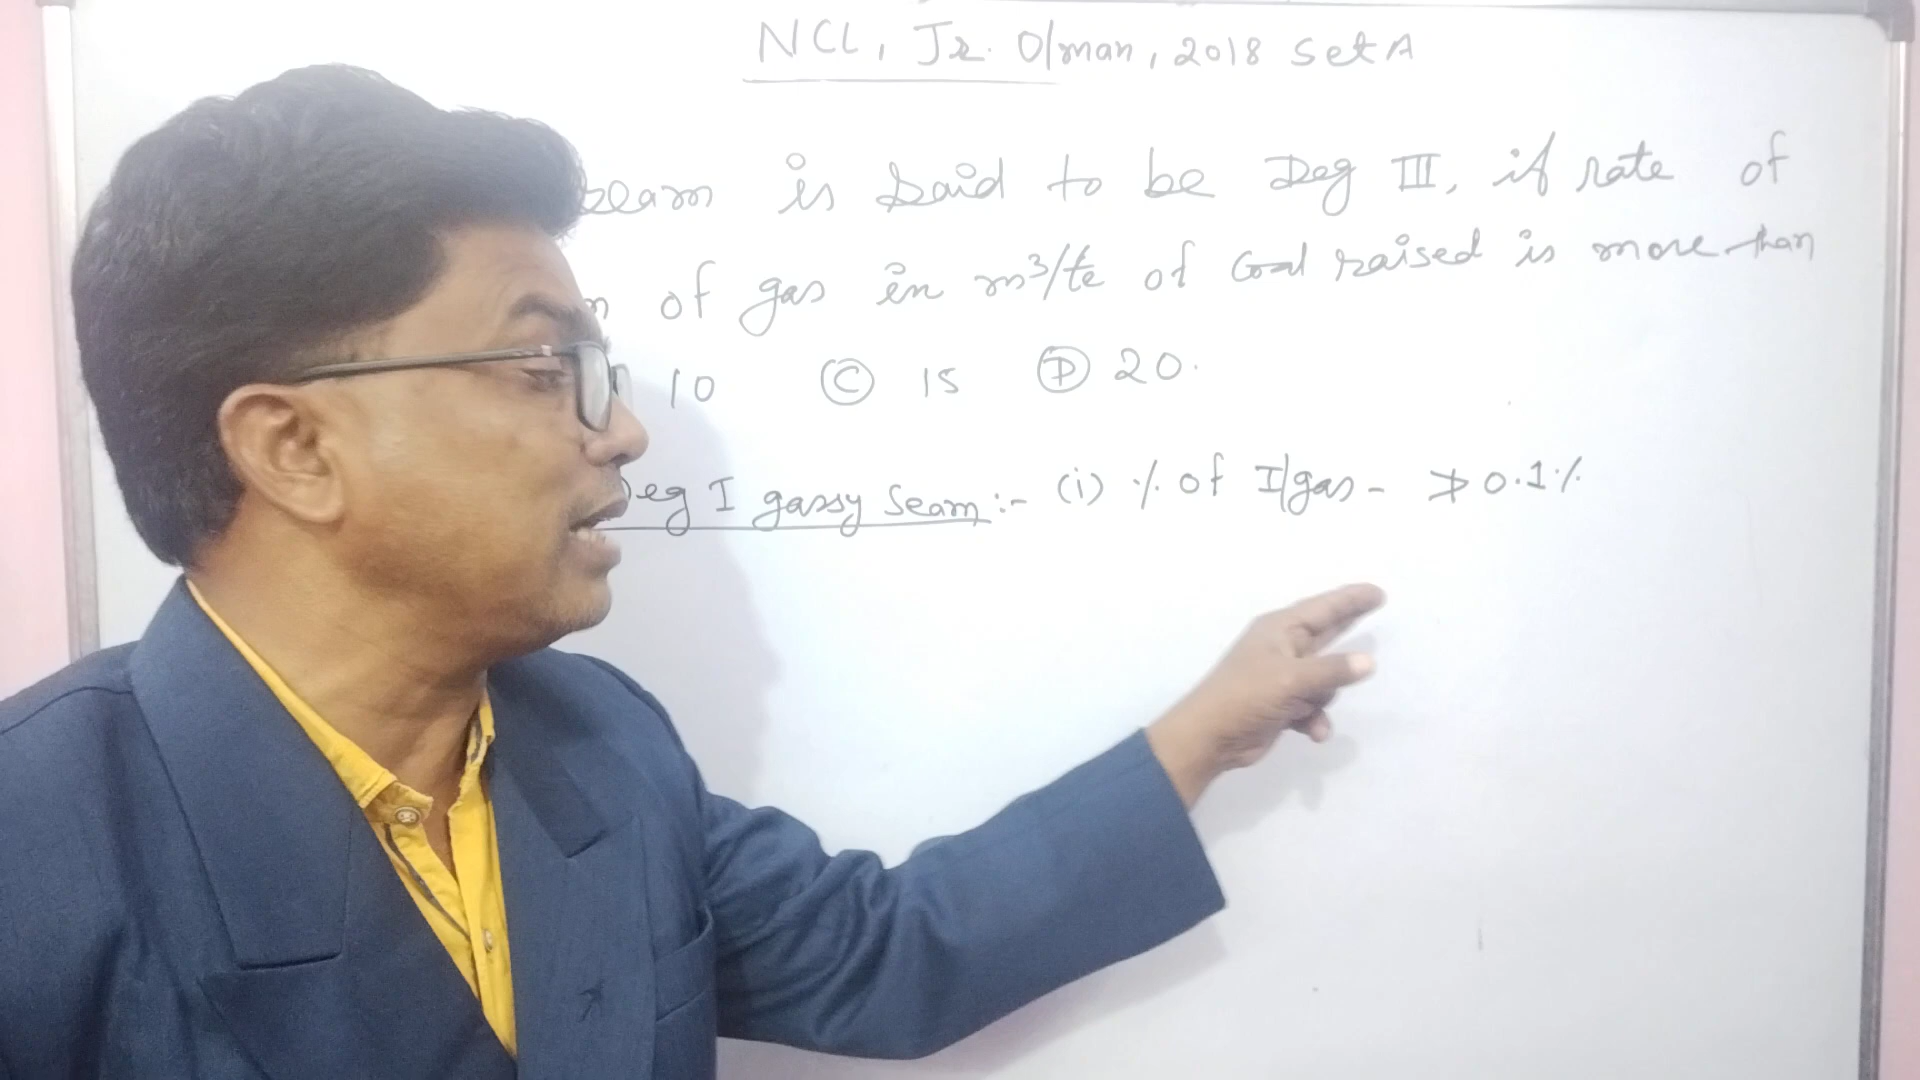 NCL, Jr. O/man, 2018 Set A
seam is said to be Deg III, if rate of
n of gas in m³/te of Coal raised is more than
10 Ⓒ 15 Ⓓ 20.
Deg I gassy Seam :- (i) % of I/gas - ≯ 0.1%